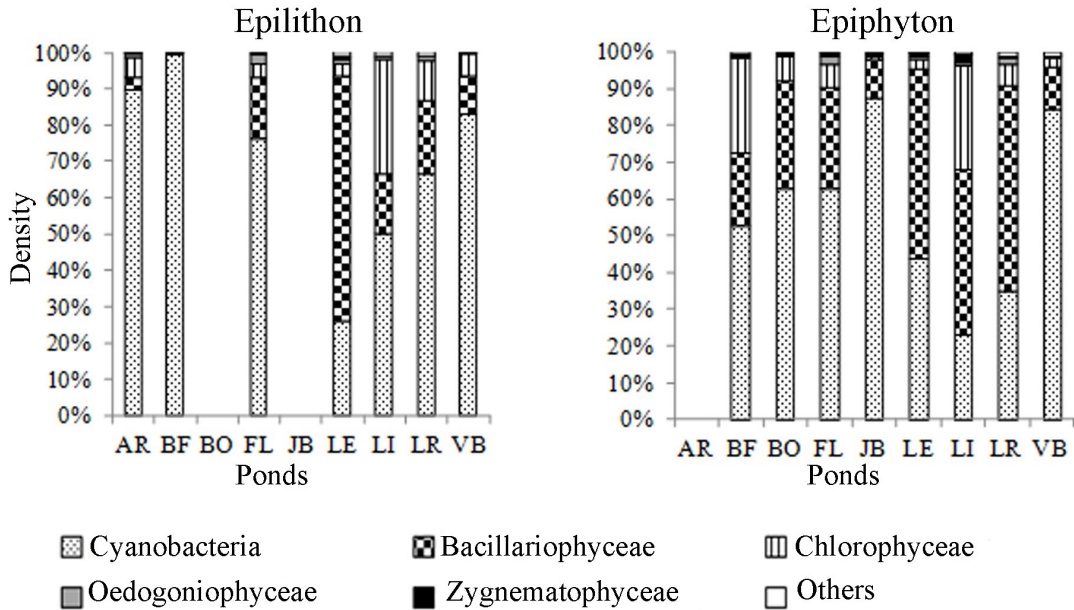 Epilithon
Epiphyton
Density
100%
90%
80%
70%
60%
50%
40%
30%
20%
10%
0%
AR BF BO FL JB LE LI LR VB
Ponds
100%
90%
80%
70%
60%
50%
40%
30%
20%
10%
0%
AR BF BO FL JB LE LI LR VB
Ponds
Cyanobacteria
Bacillariophyceae
Chlorophyceae
Oedogoniophyceae
Zygnematophyceae
Others